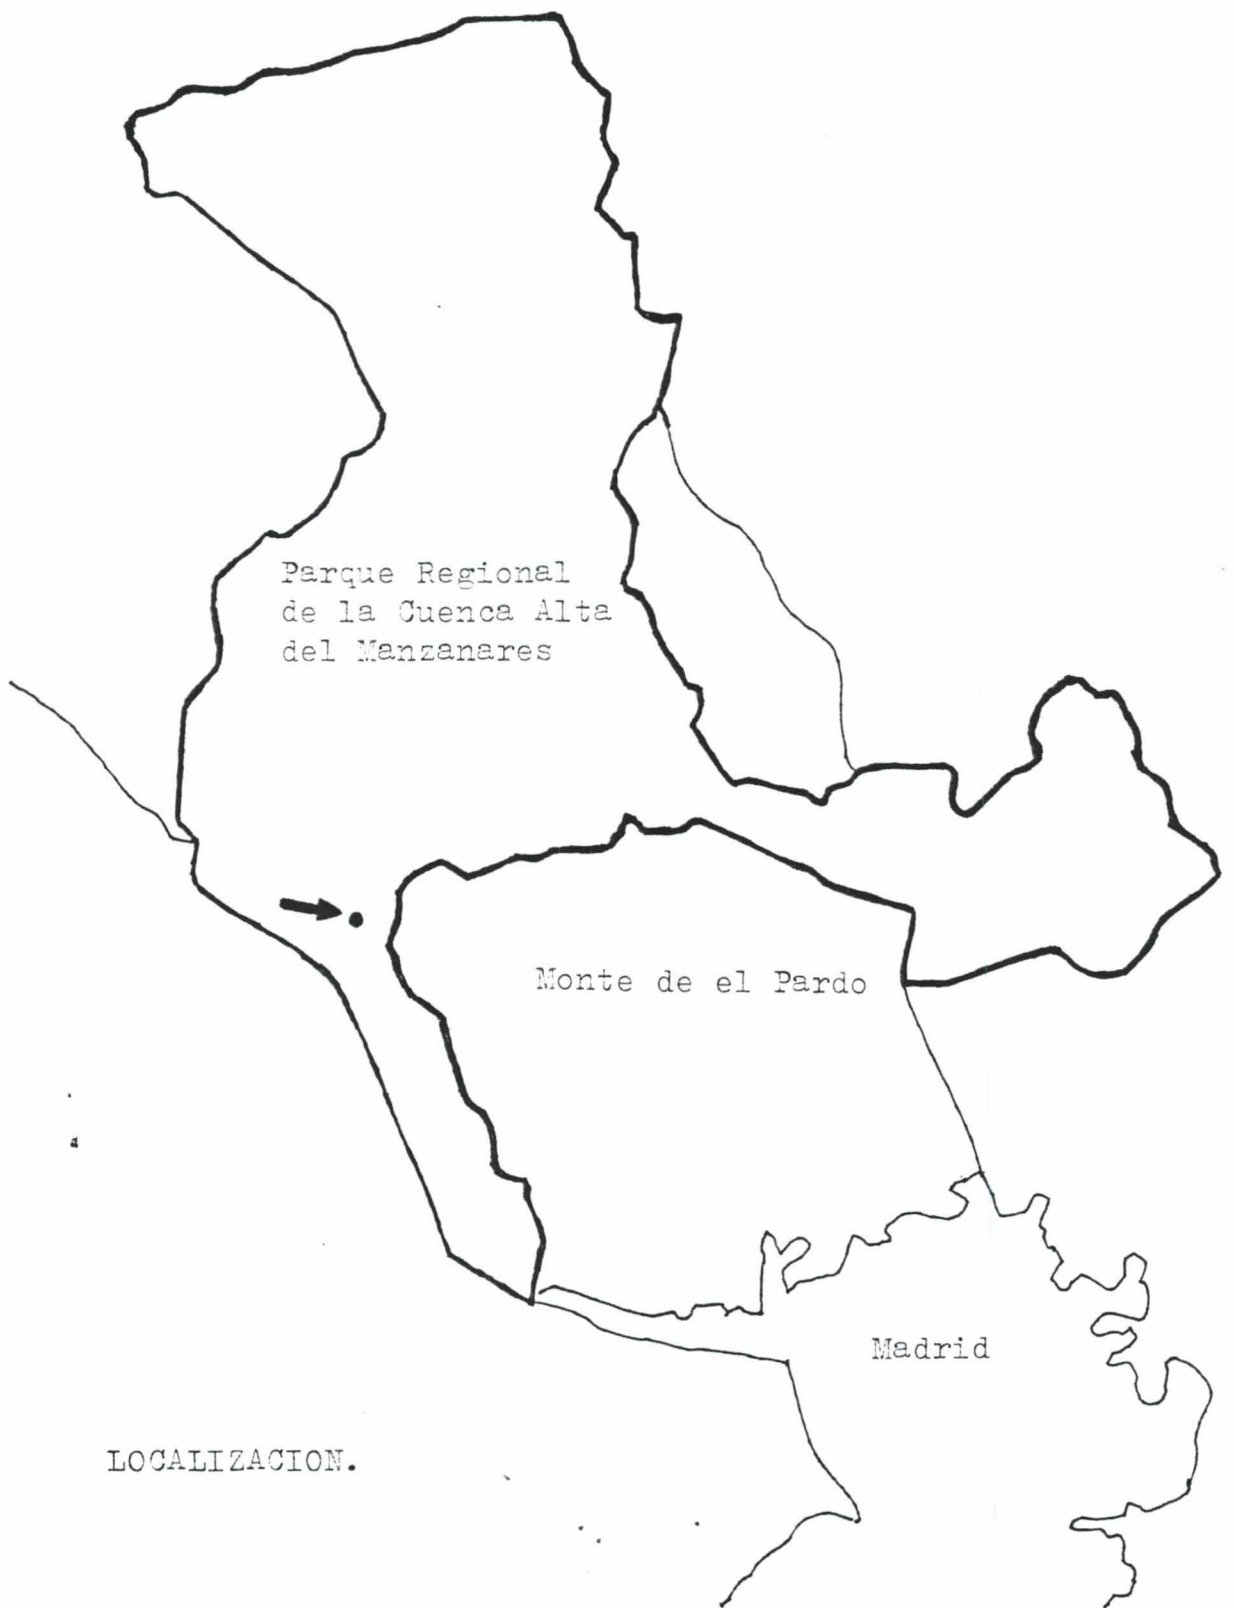 Parque Regional
de la Cuenca Alta
del Manzanares
Monte de el Pardo
Madrid
LOCALIZACION.